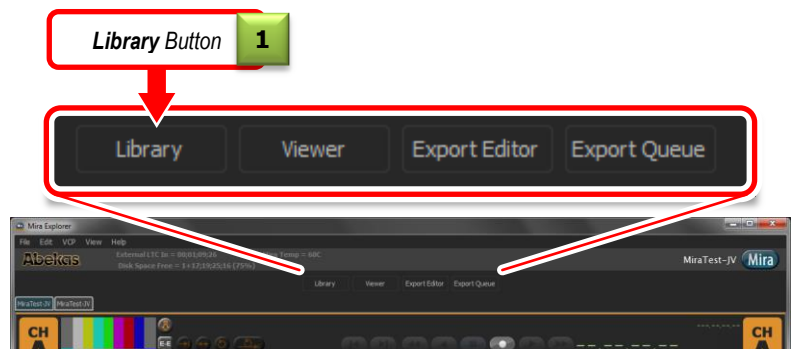 Library Button 1
Library Viewer Export Editor Export Queue
Mira Explorer
File Edit VCP View Help
Abekas
External LTC In = 00;01;09;26
Temp = 60C
Disk Space Free = 1+17;19;25;16 (75%)
MiraTest-JV Mira
Library Viewer Export Editor Export Queue
MiraTest-JV MiraTest-JV
CH
A
E-E
CH
A